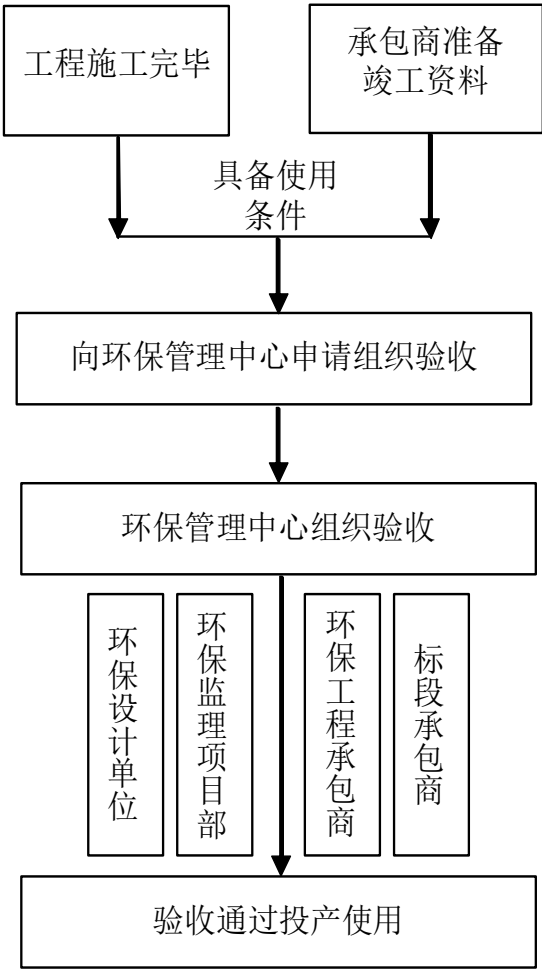 工程施工完毕
承包商准备
竣工资料
具备使用
条件
向环保管理中心申请组织验收
环保管理中心组织验收
环保设计单位
环保监理项目部
环保工程承包商
标段承包商
验收通过投产使用